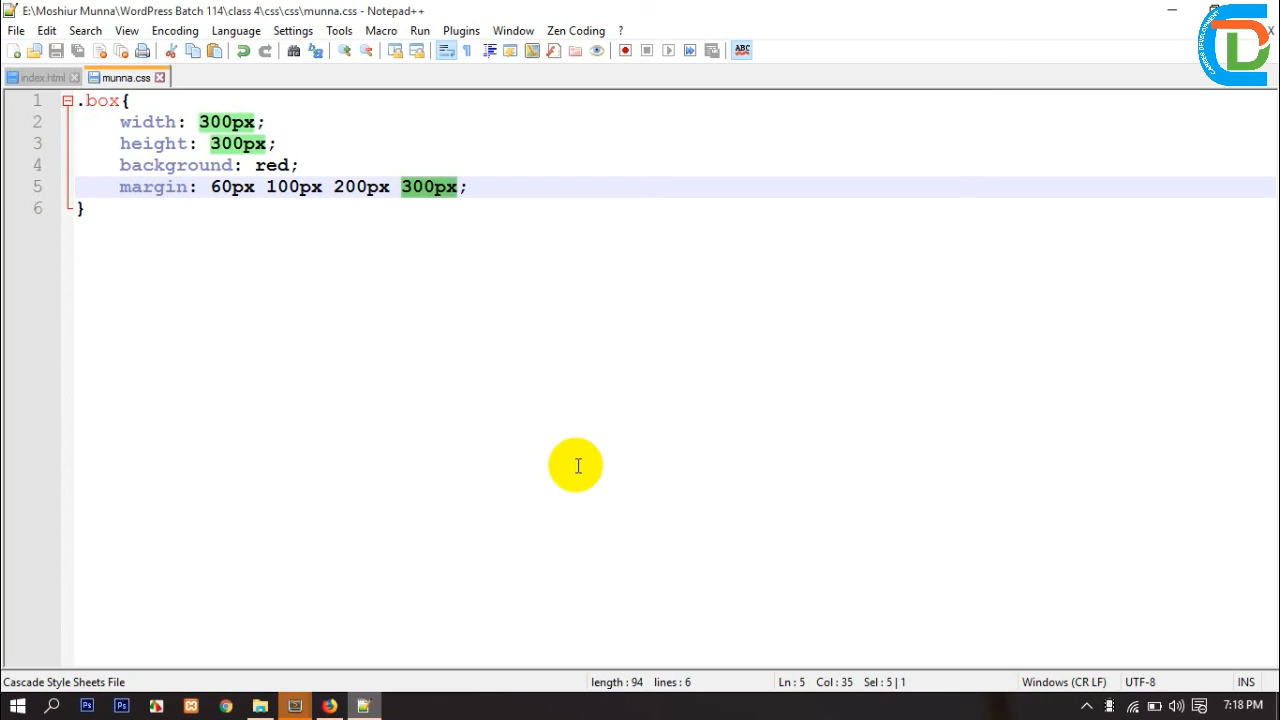 E:\Moshiur Munna\WordPress Batch 114\class 4\css\css\munna.css - Notepad++
File Edit Search View Encoding Language Settings Tools Macro Run Plugins Window Zen Coding ?
ABC
index.html munna.css
1 .box{
2 width: 300px;
3 height: 300px;
4 background: red;
5 margin: 60px 100px 200px 300px;
6 }
Cascade Style Sheets File length : 94 lines : 6 Ln : 5 Col : 35 Sel : 5 | 1 Windows (CR LF) UTF-8 INS
7:18 PM